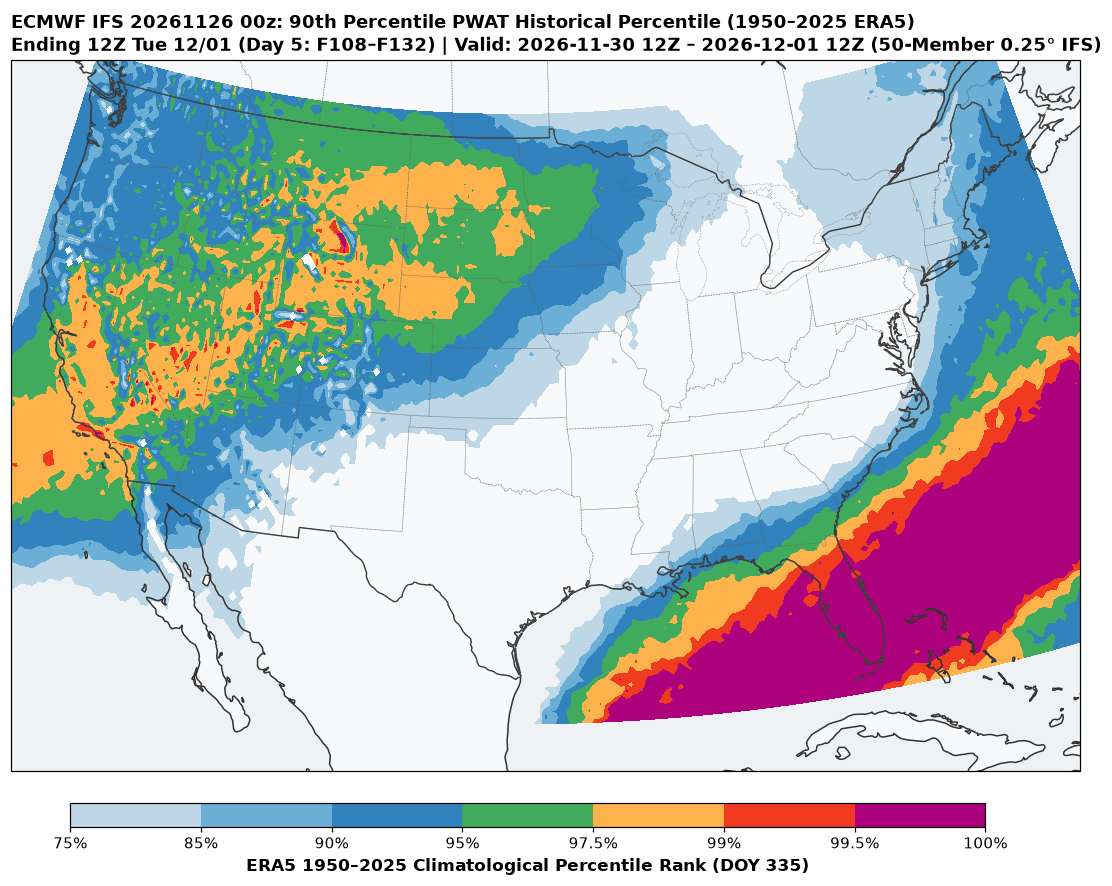 ECMWF IFS 20261126 00z: 90th Percentile PWAT Historical Percentile (1950–2025 ERA5)
Ending 12Z Tue 12/01 (Day 5: F108–F132) | Valid: 2026-11-30 12Z – 2026-12-01 12Z (50-Member 0.25° IFS)
75% 85% 90% 95% 97.5% 99% 99.5% 100%
ERA5 1950–2025 Climatological Percentile Rank (DOY 335)